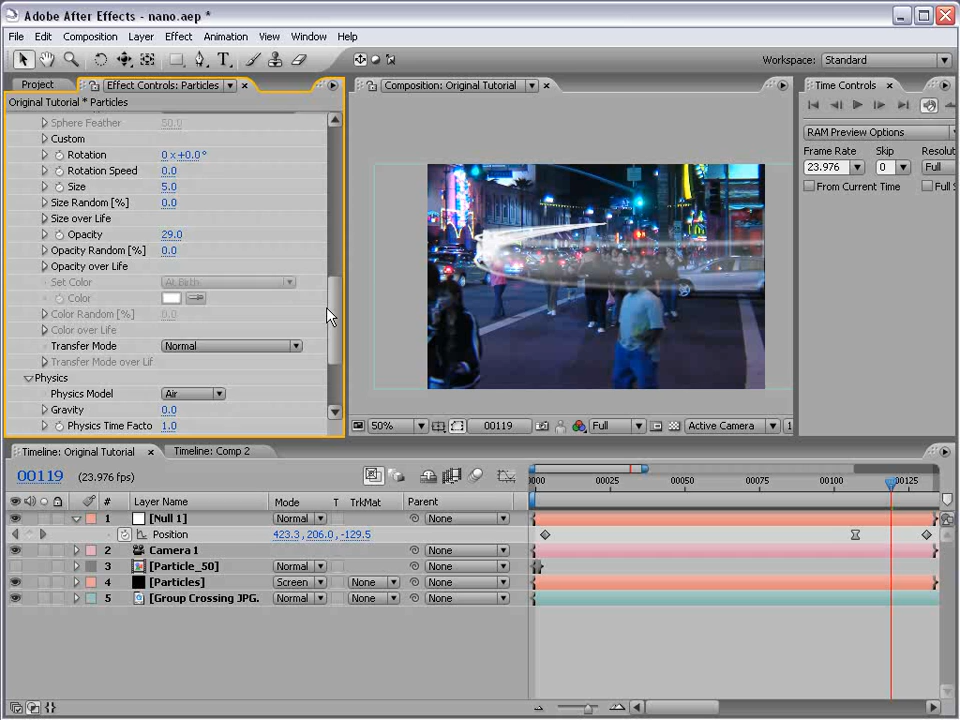 Adobe After Effects - nano.aep *
File Edit Composition Layer Effect Animation View Window Help
Workspace: Standard
Project Effect Controls: Particles
Original Tutorial * Particles
Sphere Feather 50.0
Custom
Rotation 0 x +0.0 °
Rotation Speed 0.0
Size 5.0
Size Random [%] 0.0
Size over Life
Opacity 29.0
Opacity Random [%] 0.0
Opacity over Life
Set Color At Birth
Color
Color Random [%] 0.0
Color over Life
Transfer Mode Normal
Transfer Mode over Lif
Physics
Physics Model Air
Gravity 0.0
Physics Time Facto 1.0
Composition: Original Tutorial
50% 00119 Full Active Camera 1
Time Controls
RAM Preview Options
Frame Rate Skip Resolut
23.976 0 Full
From Current Time Full S
Timeline: Original Tutorial Timeline: Comp 2
00119 (23.976 fps)
0000 00025 00050 00075 00100 00125
# Layer Name Mode T TrkMat Parent
1 [Null 1] Normal None
Position 423.3, 206.0, -129.5
2 Camera 1 None
3 [Particle_50] Normal None
4 [Particles] Screen None None
5 [Group Crossing JPG. Normal None None